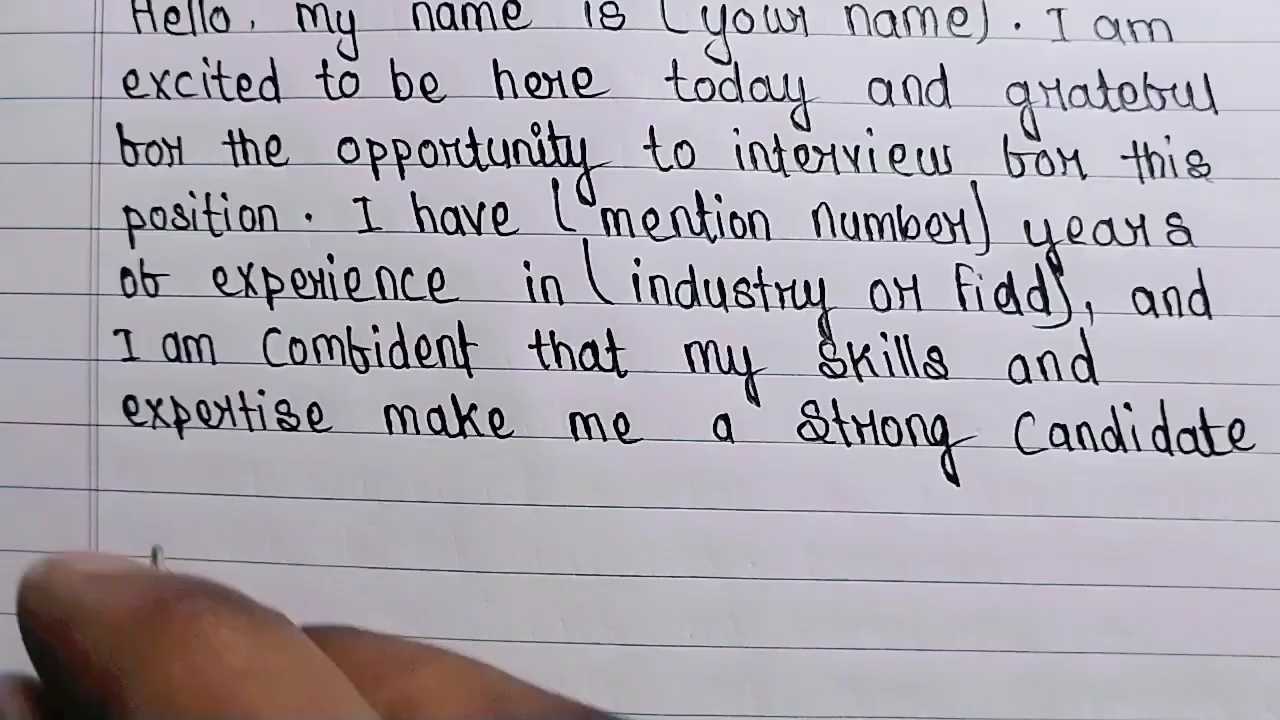 Hello, my name is (your name). I am
excited to be here today and grateful
for the opportunity to interview for this
position. I have (mention number) years
of experience in (industry or Field), and
I am Comfident that my Skills and
expertise make me a Strong Candidate